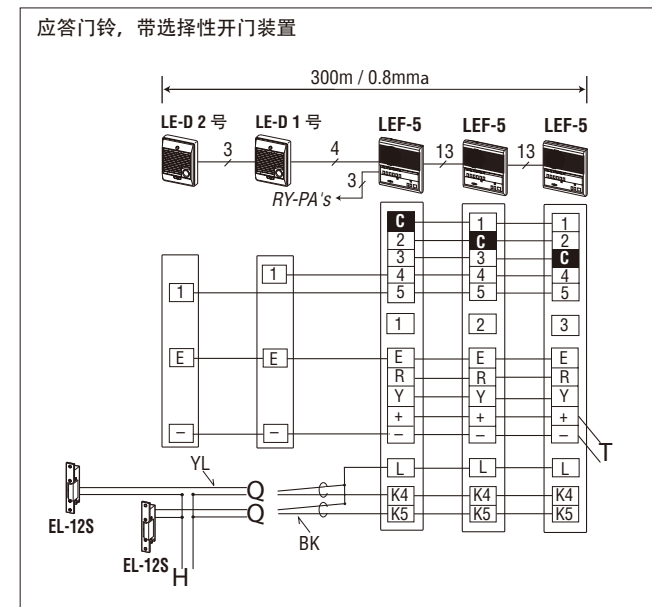 应答门铃，带选择性开门装置
300m / 0.8mma
LE-D 2 号 LE-D 1 号 LEF-5 LEF-5 LEF-5
3 4 13 13
3
RY-PA's
C 1 1
2 C 2
3 3 C
1 4 4 4
1 5 5 5
1 2 3
E E E E E
R R R
Y Y Y
+ + +
– – – – –
T
YL
L L L
Q K4 K4 K4
Q K5 K5 K5
EL-12S
BK
EL-12S
H